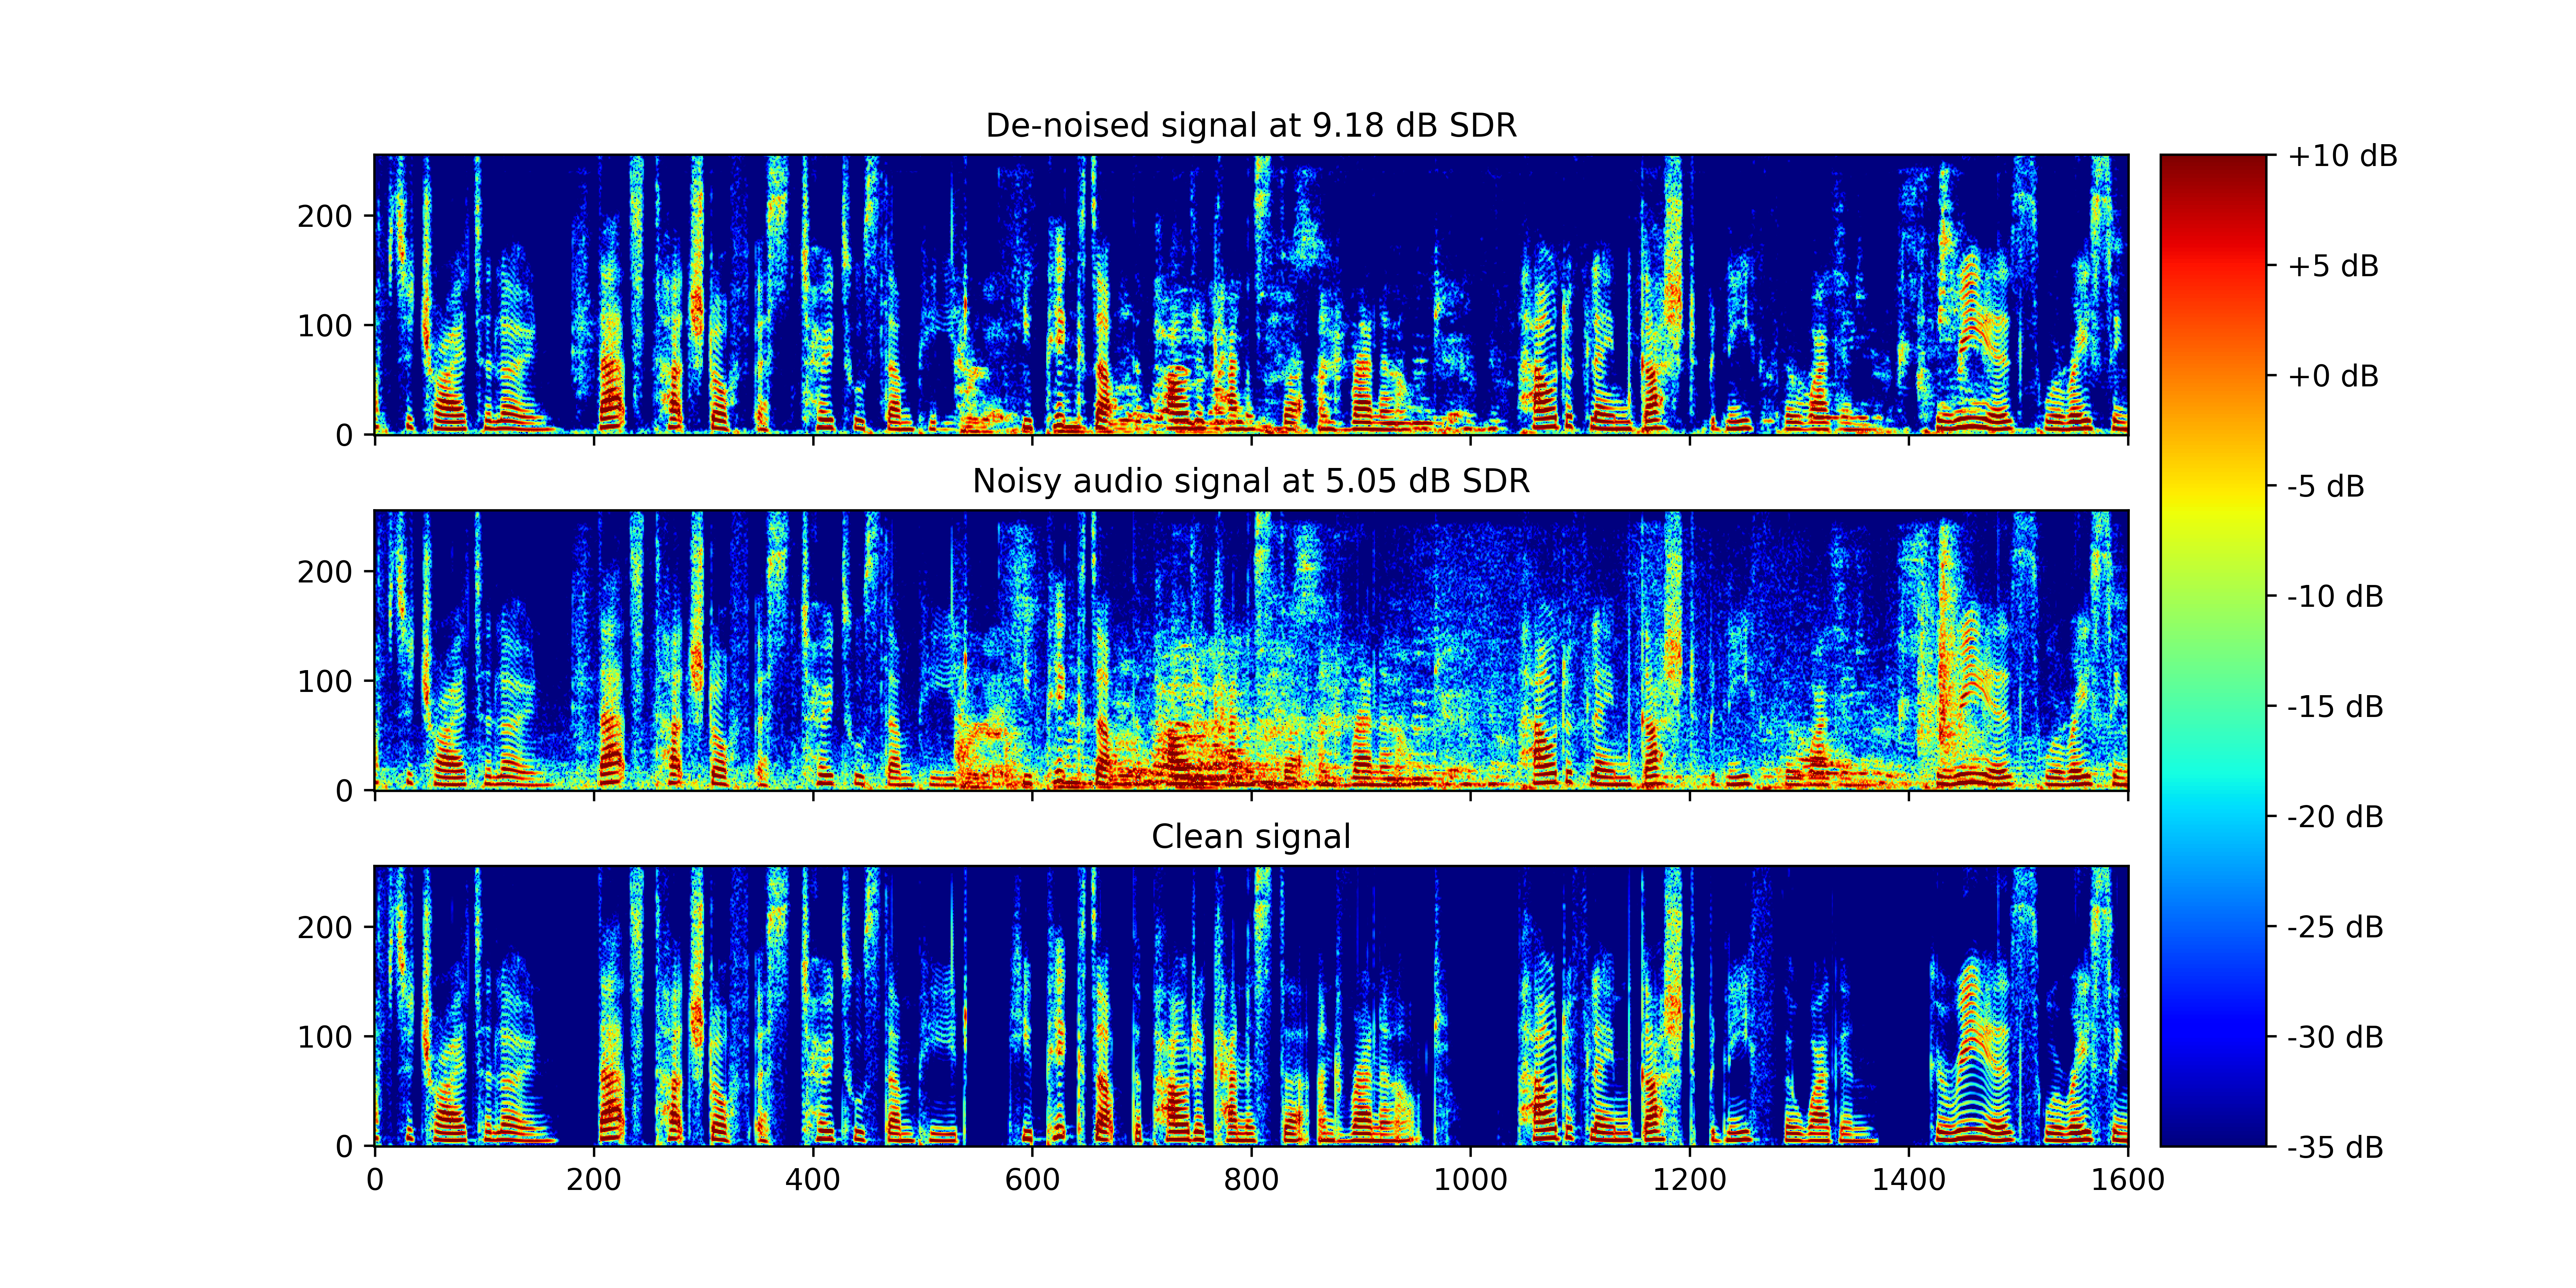 De-noised signal at 9.18 dB SDR
200
100
0
Noisy audio signal at 5.05 dB SDR
200
100
0
Clean signal
200
100
0
0 200 400 600 800 1000 1200 1400 1600
+10 dB
+5 dB
+0 dB
-5 dB
-10 dB
-15 dB
-20 dB
-25 dB
-30 dB
-35 dB